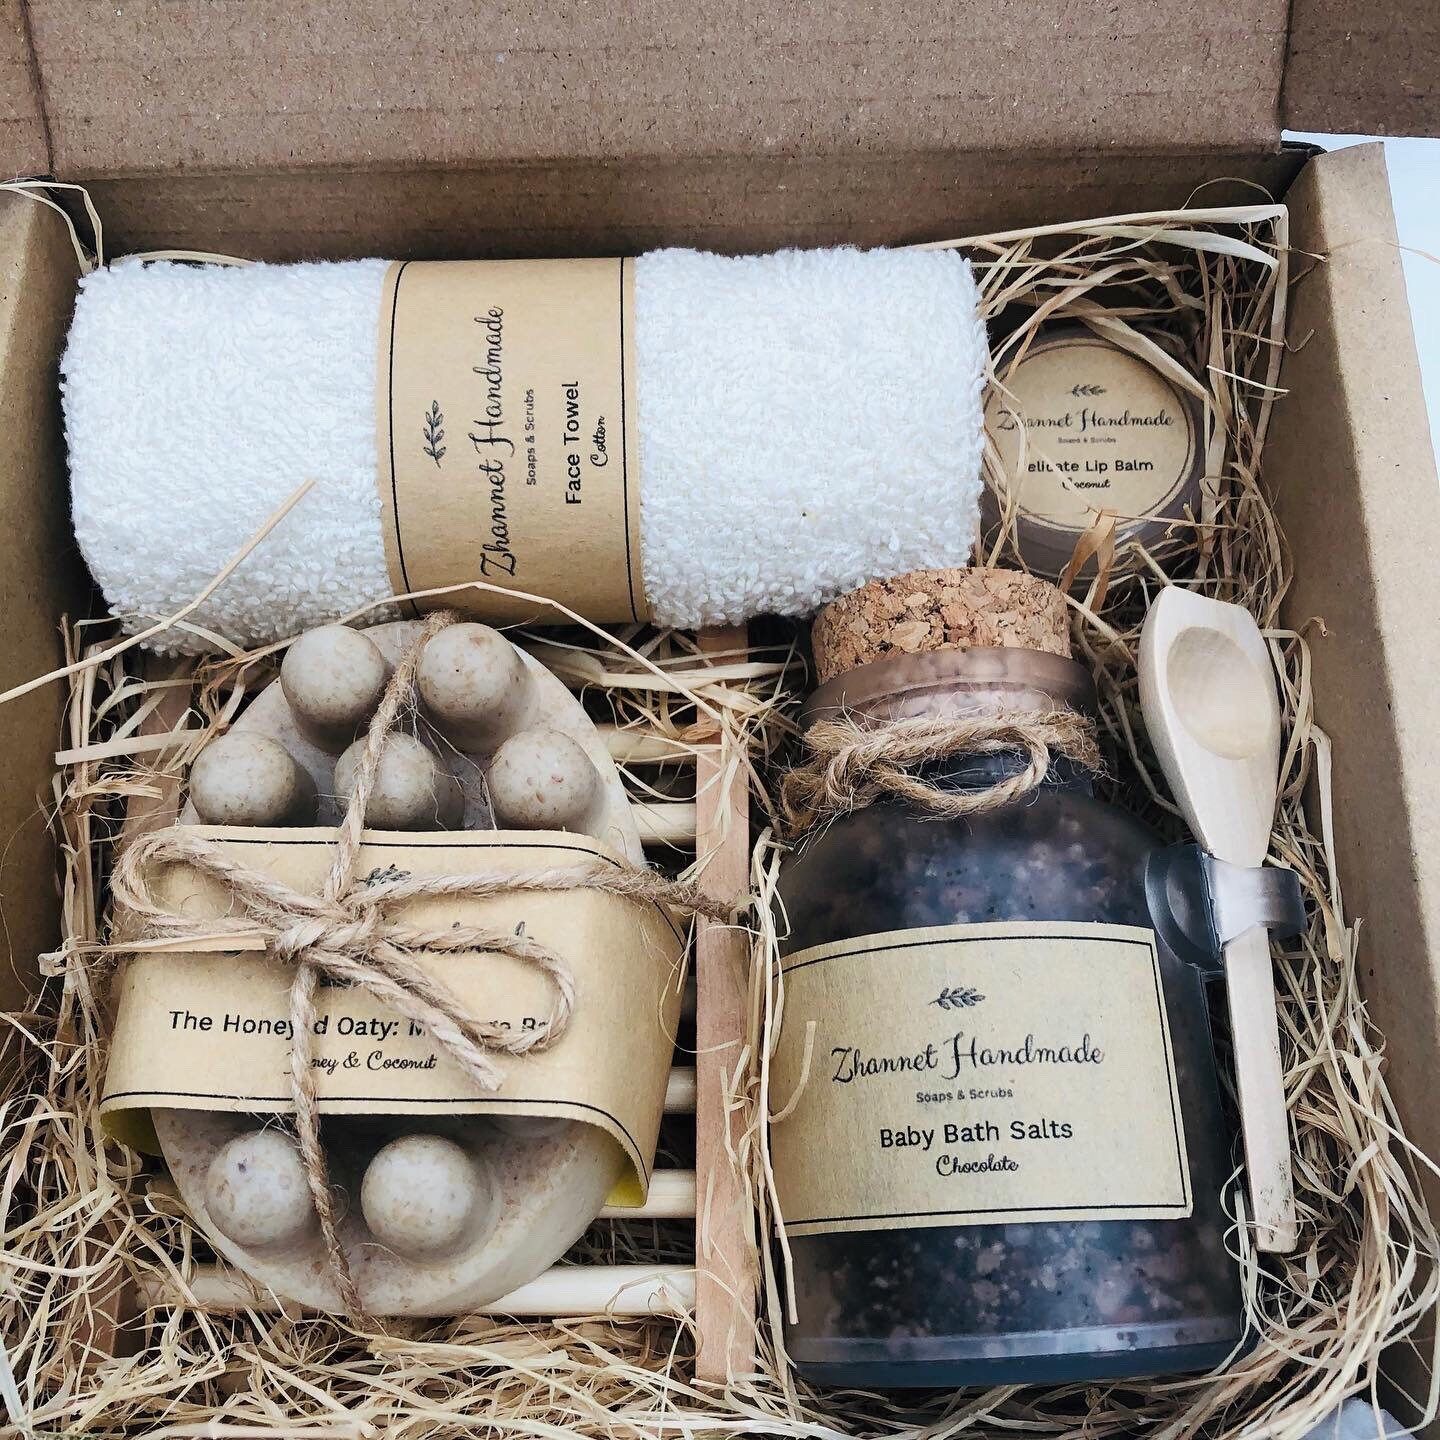 Zhannet Handmade
Soaps & Scrubs
Face Towel
Cotton
Zhannet Handmade
Soaps & Scrubs
Lip Balm
Coconut
The Honey Oaty:
& Coconut
Zhannet Handmade
Soaps & Scrubs
Baby Bath Salts
Chocolate